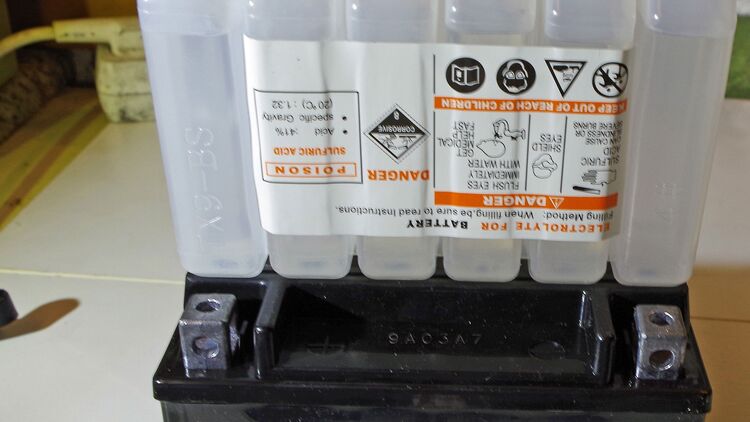 ELECTROLYTE FOR BATTERY
Filling Method: When filling,be sure to read Instructions.
DANGER
SULFURIC
ACID
CAN CAUSE
BLINDNESS OR
SEVERE BURNS
SHIELD
EYES
FLUSH EYES
IMMEDIATELY
WITH WATER
GET
MEDICAL
HELP
FAST
KEEP OUT OF REACH OF CHILDREN
DANGER
CORROSIVE
8
POISON
SULFURIC ACID
• Acid :41%
• specific Gravity
(20°C) : 1.32
TX9-BS
9A03A7